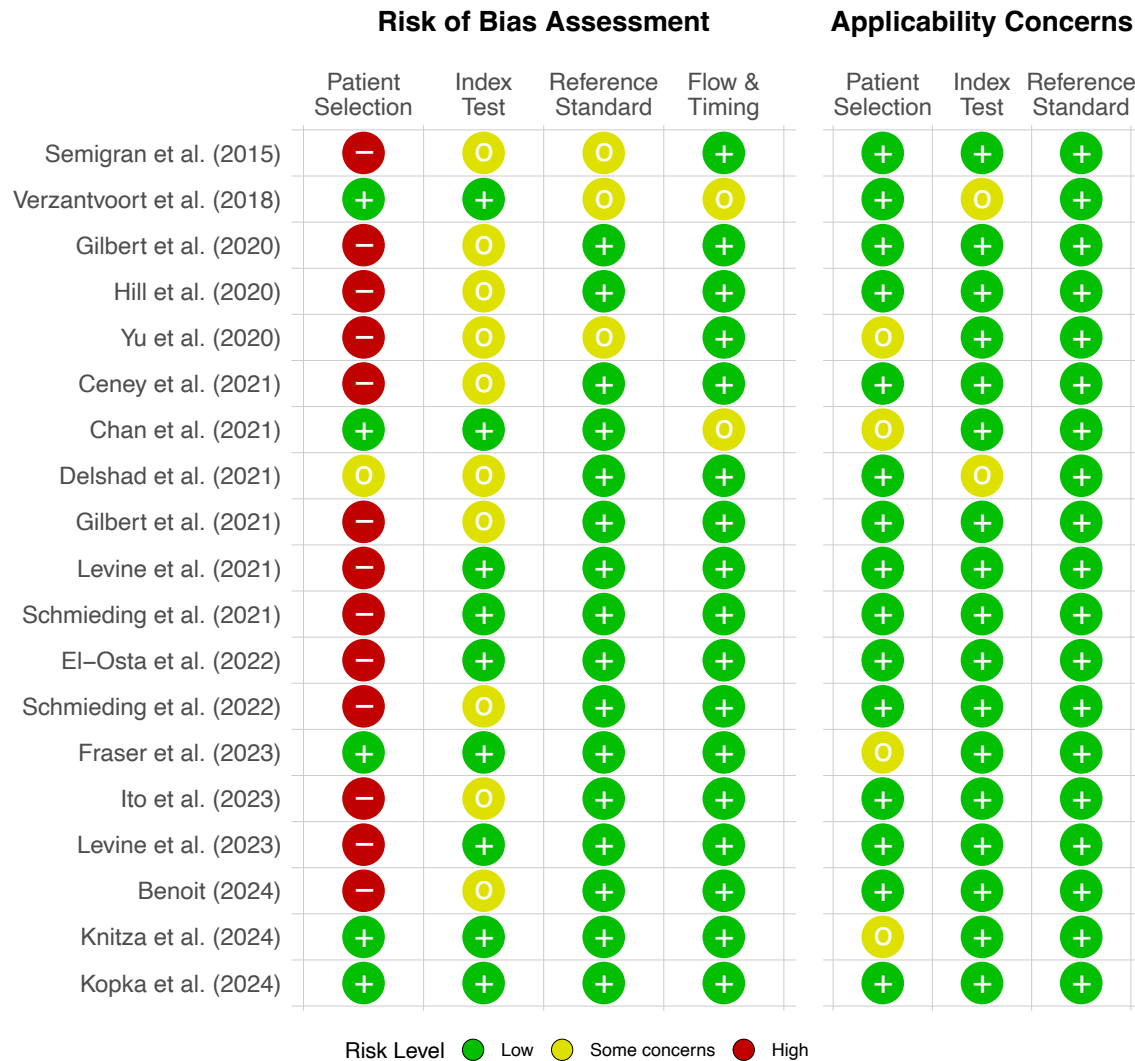 Risk of Bias Assessment Applicability Concerns
Patient Selection Index Test Reference Standard Flow & Timing Patient Selection Index Test Reference Standard
Semigran et al. (2015) − o o + + + +
Verzantvoort et al. (2018) + + o o + o +
Gilbert et al. (2020) − o + + + + +
Hill et al. (2020) − o + + + + +
Yu et al. (2020) − o o + o + +
Ceney et al. (2021) − o + + + + +
Chan et al. (2021) + + + o o + +
Delshad et al. (2021) o o + + + o +
Gilbert et al. (2021) − o + + + + +
Levine et al. (2021) − + + + + + +
Schmieding et al. (2021) − + + + + + +
El−Osta et al. (2022) − + + + + + +
Schmieding et al. (2022) − o + + + + +
Fraser et al. (2023) + + + + o + +
Ito et al. (2023) − o + + + + +
Levine et al. (2023) − + + + + + +
Benoit (2024) − o + + + + +
Knitza et al. (2024) + + + + o + +
Kopka et al. (2024) + + + + + + +
Risk Level Low Some concerns High